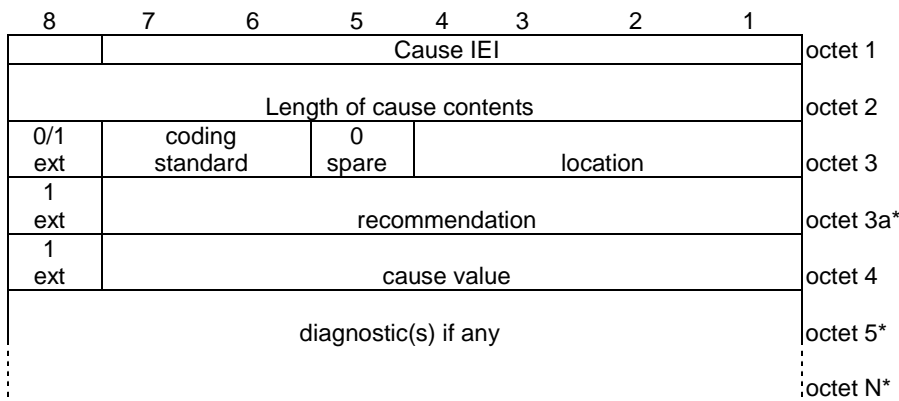 8 7 6 5 4 3 2 1
Cause IEI octet 1
Length of cause contents octet 2
0/1 coding 0
ext standard spare location octet 3
1
ext recommendation octet 3a*
1
ext cause value octet 4
diagnostic(s) if any octet 5*
octet N*